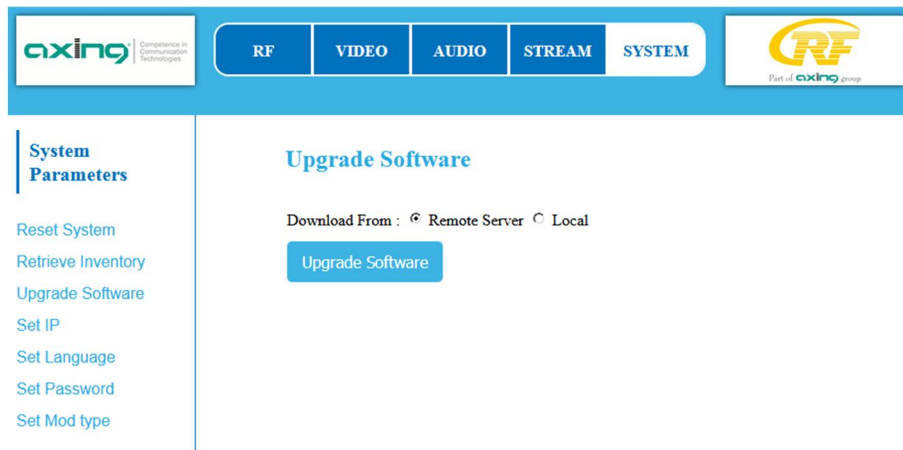 axing
Competence in
Communication
Technologies
RF
VIDEO
AUDIO
STREAM
SYSTEM
CRF
Part of axing group
System
Parameters
Reset System
Retrieve Inventory
Upgrade Software
Set IP
Set Language
Set Password
Set Mod type
Upgrade Software
Download From : Remote Server Local
Upgrade Software